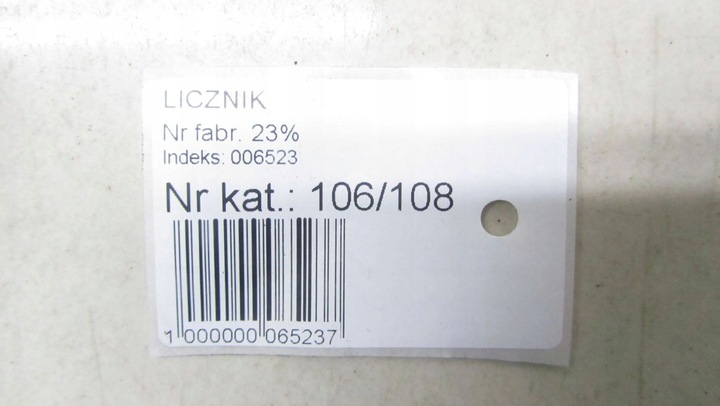 LICZNIK
Nr fabr. 23%
Indeks: 006523
Nr kat.: 106/108
1 000000 065237